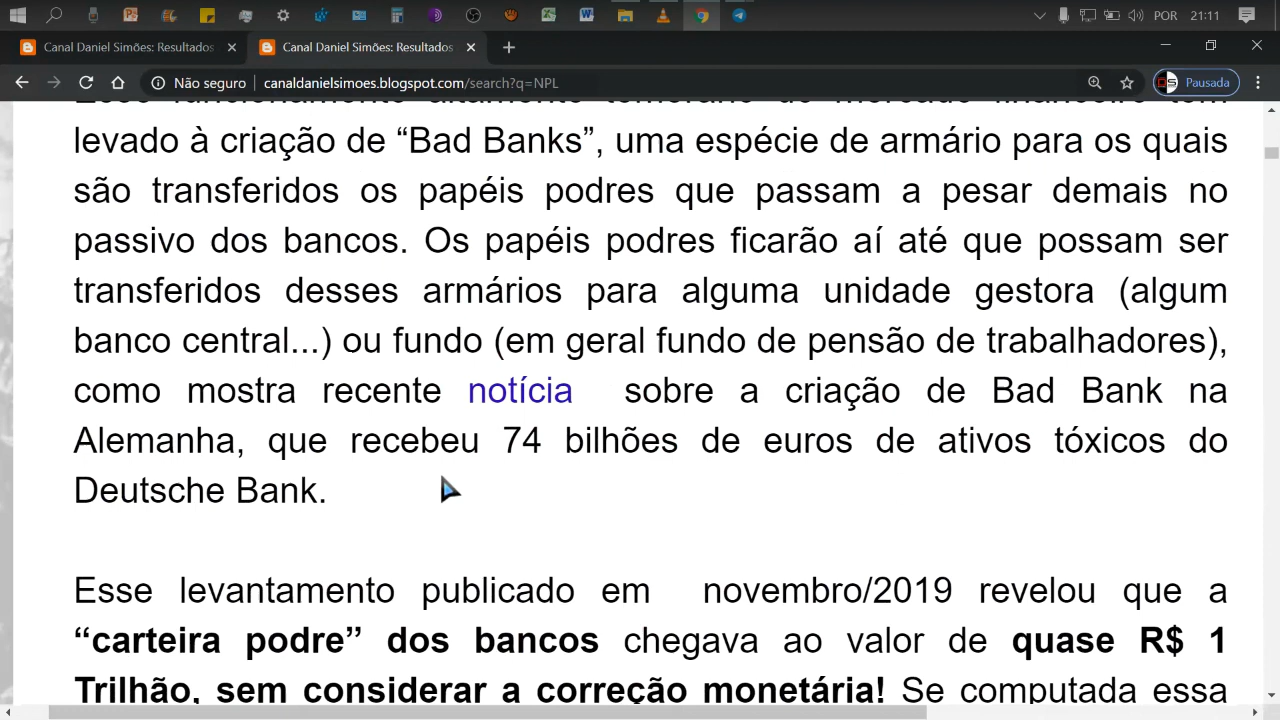 POR 21:11
Canal Daniel Simões: Resultados
Canal Daniel Simões: Resultados
Não seguro | canaldanielsimoes.blogspot.com/search?q=NPL
DS Pausada
levado à criação de “Bad Banks”, uma espécie de armário para os quais
são transferidos os papéis podres que passam a pesar demais no
passivo dos bancos. Os papéis podres ficarão aí até que possam ser
transferidos desses armários para alguma unidade gestora (algum
banco central...) ou fundo (em geral fundo de pensão de trabalhadores),
como mostra recente notícia sobre a criação de Bad Bank na
Alemanha, que recebeu 74 bilhões de euros de ativos tóxicos do
Deutsche Bank.
Esse levantamento publicado em novembro/2019 revelou que a
“carteira podre” dos bancos chegava ao valor de quase R$ 1
Trilhão, sem considerar a correção monetária! Se computada essa